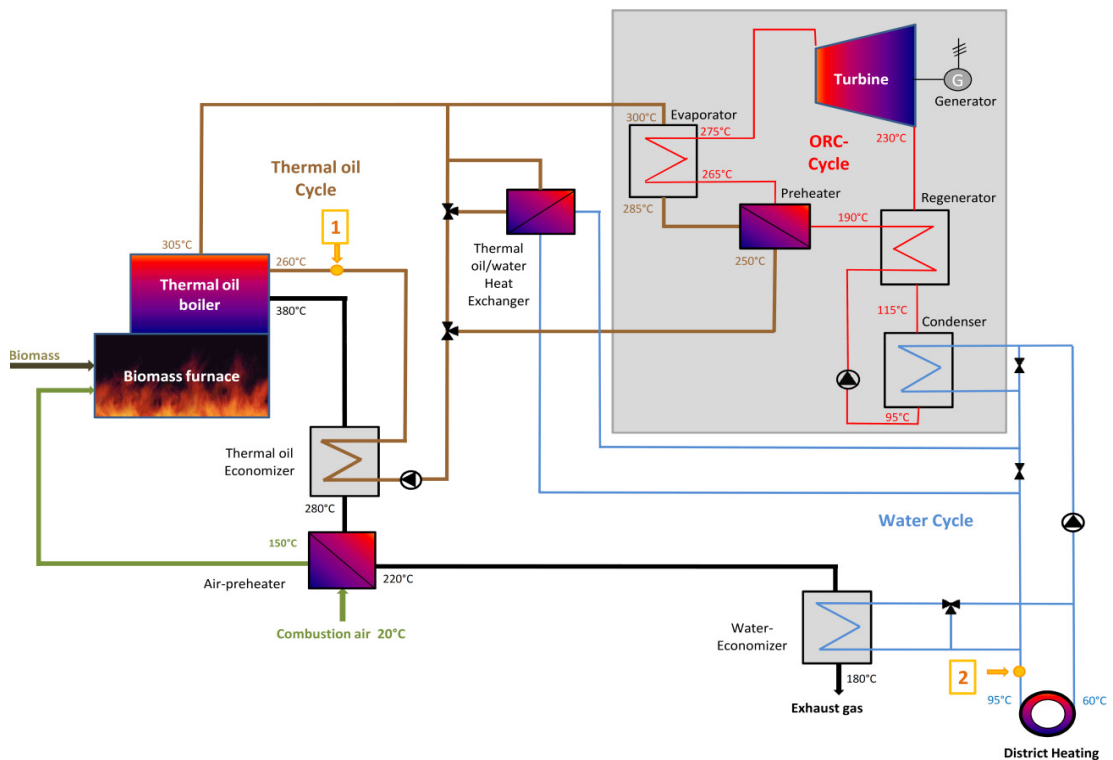 Turbine
G
Generator
Evaporator
300°C
275°C
ORC-
Cycle
230°C
Thermal oil
Cycle
265°C
Preheater
Regenerator
1
285°C
190°C
305°C
260°C
Thermal
oil/water
Heat
Exchanger
250°C
Thermal oil
boiler
380°C
115°C
Condenser
Biomass
Biomass furnace
95°C
Thermal oil
Economizer
280°C
Water Cycle
150°C
Air-preheater
220°C
Combustion air 20°C
Water-
Economizer
180°C
2
Exhaust gas
95°C
60°C
District Heating